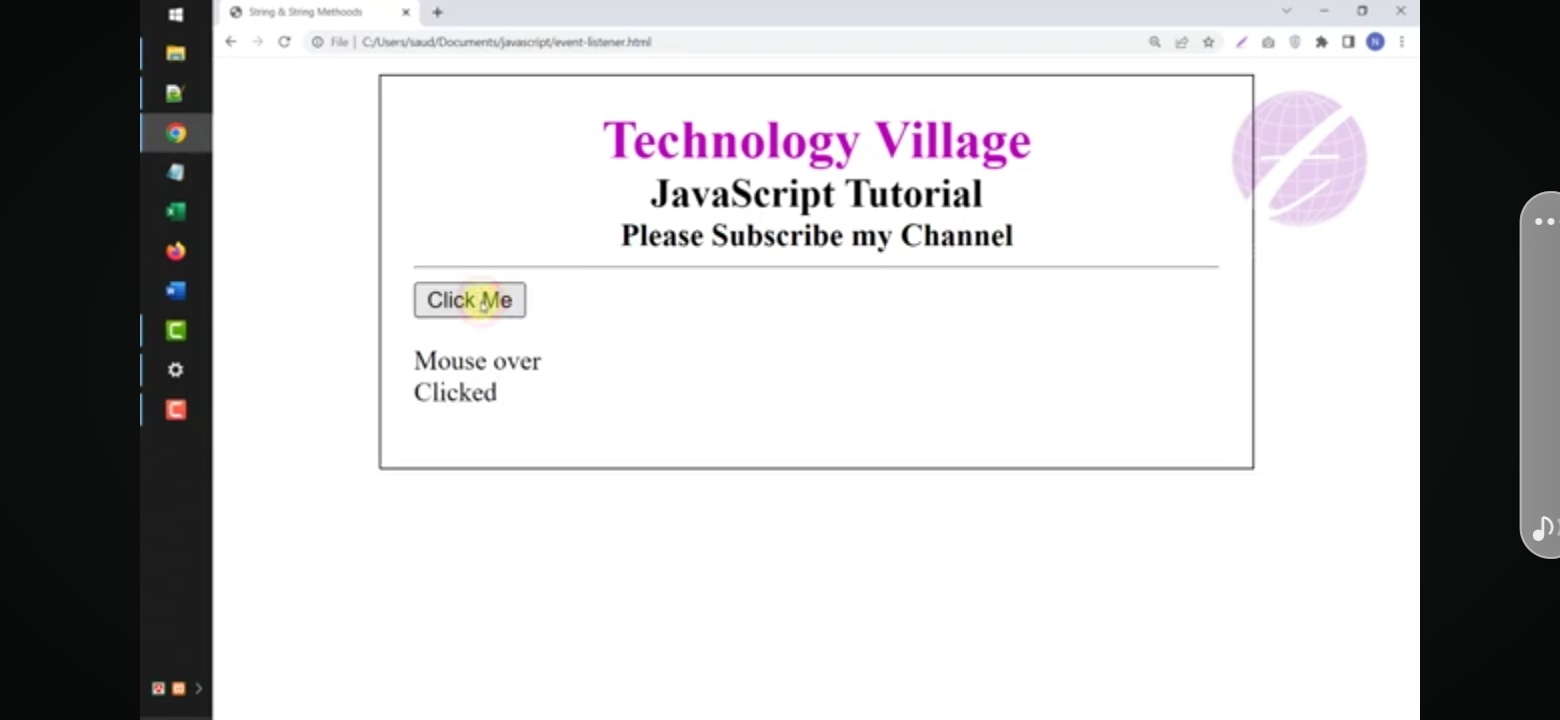 String & String Methoods
File | C:/Users/saud/Documents/javascript/event-listener.html
N
Technology Village
JavaScript Tutorial
Please Subscribe my Channel
Click Me
Mouse over
Clicked